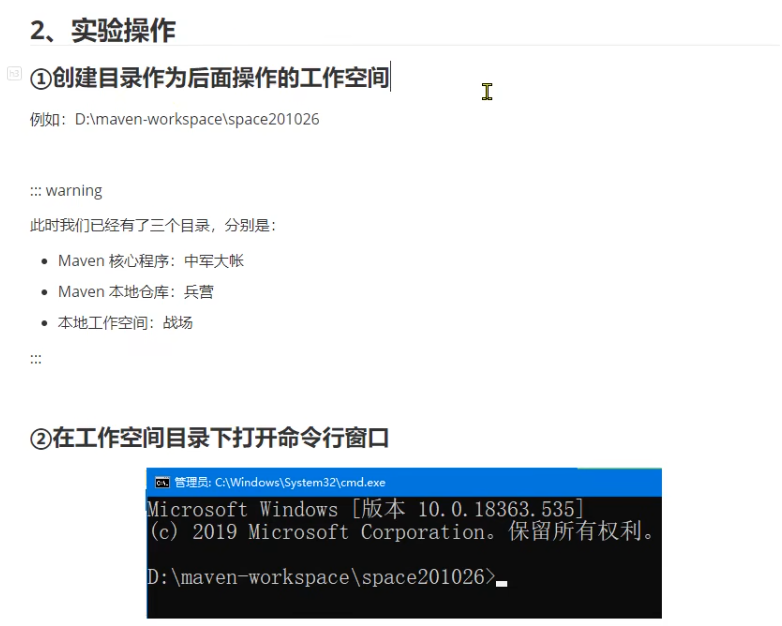 2、实验操作
①创建目录作为后面操作的工作空间
例如：D:\maven-workspace\space201026
::: warning
此时我们已经有了三个目录，分别是：
Maven 核心程序：中军大帐
Maven 本地仓库：兵营
本地工作空间：战场
:::
②在工作空间目录下打开命令行窗口
管理员: C:\Windows\System32\cmd.exe
Microsoft Windows [版本 10.0.18363.535]
(c) 2019 Microsoft Corporation。保留所有权利。
D:\maven-workspace\space201026>